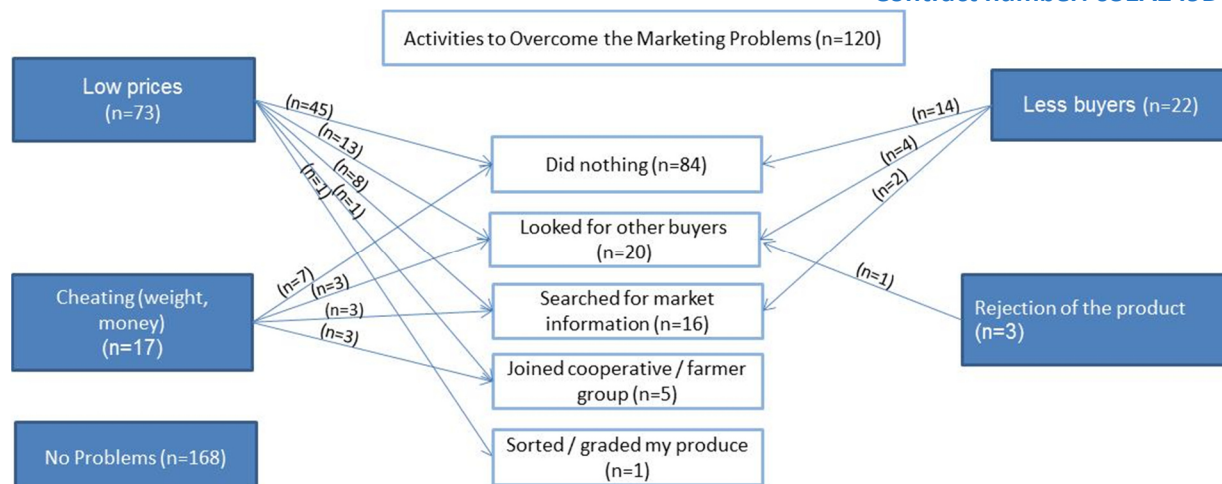 Activities to Overcome the Marketing Problems (n=120)
Low prices
(n=73)
Less buyers (n=22)
(n=45)
(n=13)
(n=8)
(n=1)
(n=1)
(n=14)
(n=4)
(n=2)
Did nothing (n=84)
Looked for other buyers
(n=20)
Cheating (weight,
money)
(n=17)
(n=7)
(n=3)
(n=3)
(n=3)
(n=1)
Searched for market
information (n=16)
Rejection of the product
(n=3)
Joined cooperative / farmer
group (n=5)
No Problems (n=168)
Sorted / graded my produce
(n=1)